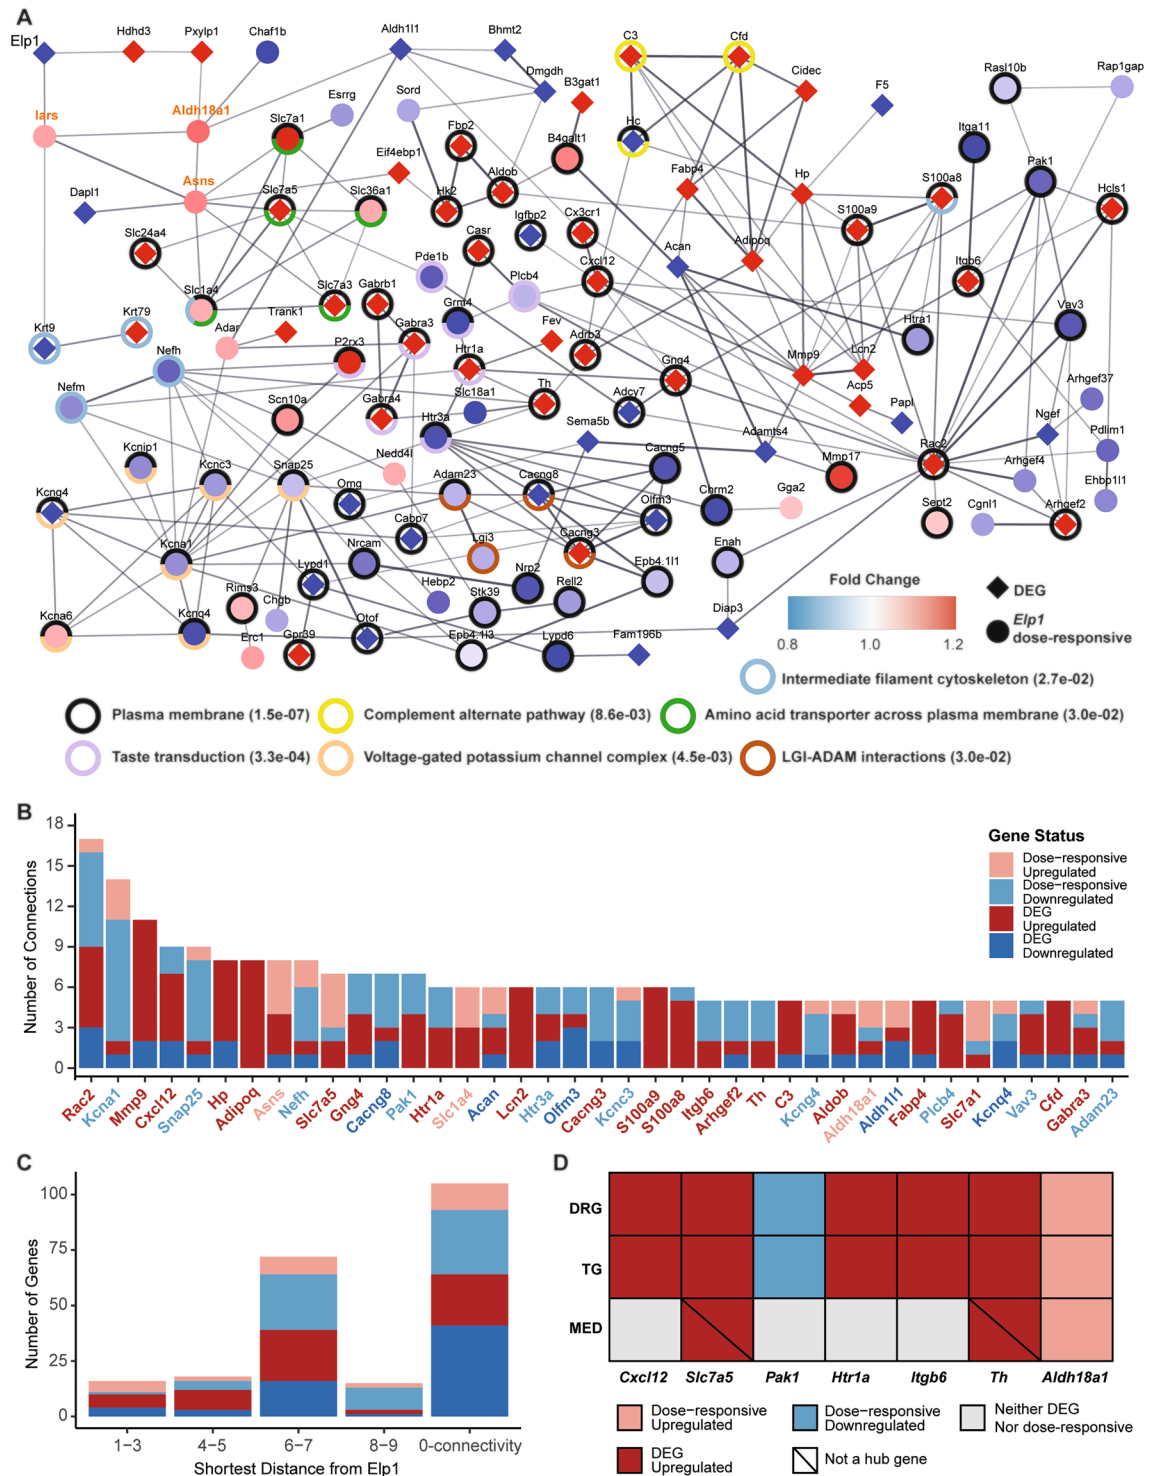 A
Elp1
Hdhd3
Pxylp1
Chaf1b
Aldh1l1
Bhmt2
C3
Cfd
Cidec
Rasl10b
Rap1gap
Dmgdh
B3gat1
F5
Iars
Aldh18a1
Esrrg
Sord
Slc7a1
Fbp2
B4galt1
Hc
Itga11
Pak1
Eif4ebp1
Asns
Dapl1
Slc7a5
Slc36a1
Hk2
Aldob
Fabp4
Hp
S100a8
Hcls1
Slc24a4
Casr
Igfbp2
Cx3cr1
Acan
Adipoq
S100a9
Pde1b
Plcb4
Cxcl12
Itgb6
Slc1a4
Slc7a3
Gabrb1
Grm4
Vav3
Krt9
Krt79
Adar
Trank1
Gabra3
Fev
Adrb3
Htr1a
Htra1
Nefh
P2rx3
Gng4
Mmp9
Lcn2
Nefm
Scn10a
Gabra4
Slc18a1
Th
Adcy7
Acp5
Papl
Arhgef37
Htr3a
Sema5b
Ngef
Pdlim1
Kcnip1
Kcnc3
Snap25
Nedd4l
Cacng5
Adamts4
Rac2
Mmp17
Arhgef4
Ehbp1l1
Kcng4
Omg
Adam23
Cacng8
Olfm3
Chrm2
Gga2
Sept2
Cgnl1
Arhgef2
Kcna1
Cabp7
Lgi3
Cacng3
Enah
Nrcam
Lypd1
Nrp2
Epb4.1l1
Rims3
Chgb
Hebp2
Stk39
Rell2
Kcna6
Kcnq4
Otof
Diap3
Erc1
Gpr39
Epb4.1l3
Lypd6
Fam196b
Fold Change
0.8
1.0
1.2
DEG
Elp1
dose-responsive
Intermediate filament cytoskeleton (2.7e-02)
Plasma membrane (1.5e-07)
Complement alternate pathway (8.6e-03)
Amino acid transporter across plasma membrane (3.0e-02)
Taste transduction (3.3e-04)
Voltage-gated potassium channel complex (4.5e-03)
LGI-ADAM interactions (3.0e-02)
B
Number of Connections
18
15
12
9
6
3
0
Gene Status
Dose−responsive
Upregulated
Dose−responsive
Downregulated
DEG
Upregulated
DEG
Downregulated
Rac2
Kcna1
Mmp9
Cxcl12
Snap25
Hp
Adipoq
Asns
Nefh
Slc7a5
Gng4
Cacng8
Pak1
Htr1a
Slc1a4
Acan
Lcn2
Htr3a
Olfm3
Cacng3
Kcnc3
S100a9
S100a8
Itgb6
Arhgef2
Th
C3
Kcng4
Aldob
Aldh18a1
Aldh1l1
Fabp4
Plcb4
Slc7a1
Kcnq4
Vav3
Cfd
Gabra3
Adam23
C
Number of Genes
100
75
50
25
0
1−3
4−5
6−7
8−9
0-connectivity
Shortest Distance from Elp1
D
DRG
TG
MED
Cxcl12
Slc7a5
Pak1
Htr1a
Itgb6
Th
Aldh18a1
Dose−responsive
Upregulated
Dose−responsive
Downregulated
Neither DEG
Nor dose-responsive
DEG
Upregulated
Not a hub gene